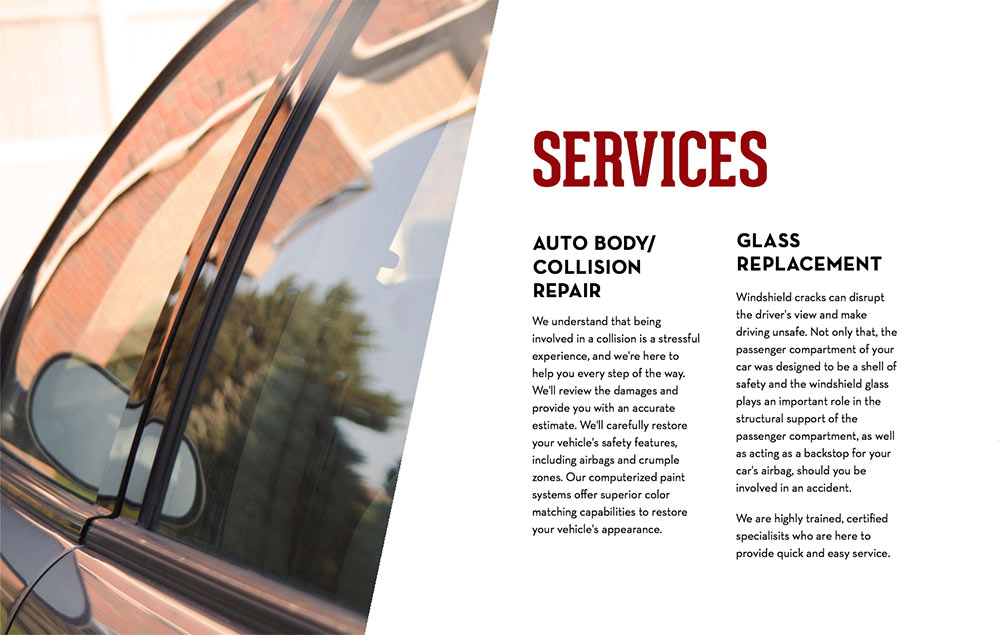 SERVICES
AUTO BODY/
COLLISION
REPAIR
We understand that being
involved in a collision is a stressful
experience, and we're here to
help you every step of the way.
We'll review the damages and
provide you with an accurate
estimate. We'll carefully restore
your vehicle's safety features,
including airbags and crumple
zones. Our computerized paint
systems offer superior color
matching capabilities to restore
your vehicle's appearance.
GLASS
REPLACEMENT
Windshield cracks can disrupt
the driver's view and make
driving unsafe. Not only that, the
passenger compartment of your
car was designed to be a shell of
safety and the windshield glass
plays an important role in the
structural support of the
passenger compartment, as well
as acting as a backstop for your
car's airbag, should you be
involved in an accident.
We are highly trained, certified
specialisits who are here to
provide quick and easy service.